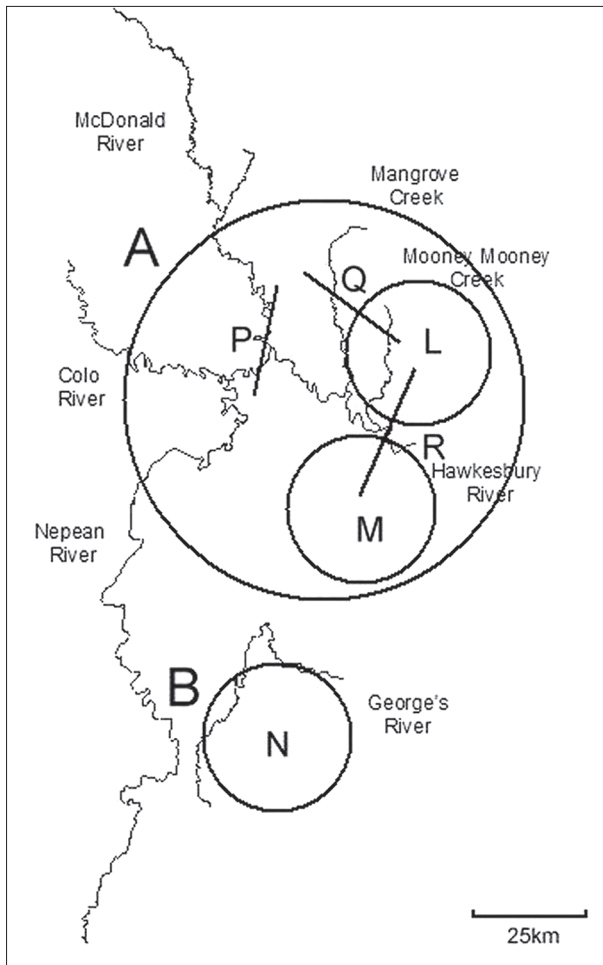 McDonald
River
Mangrove
Creek
A
Mooney Mooney
Creek
Q
P
L
Colo
River
R
Hawkesbury
River
M
Nepean
River
B
George's
River
N
25km